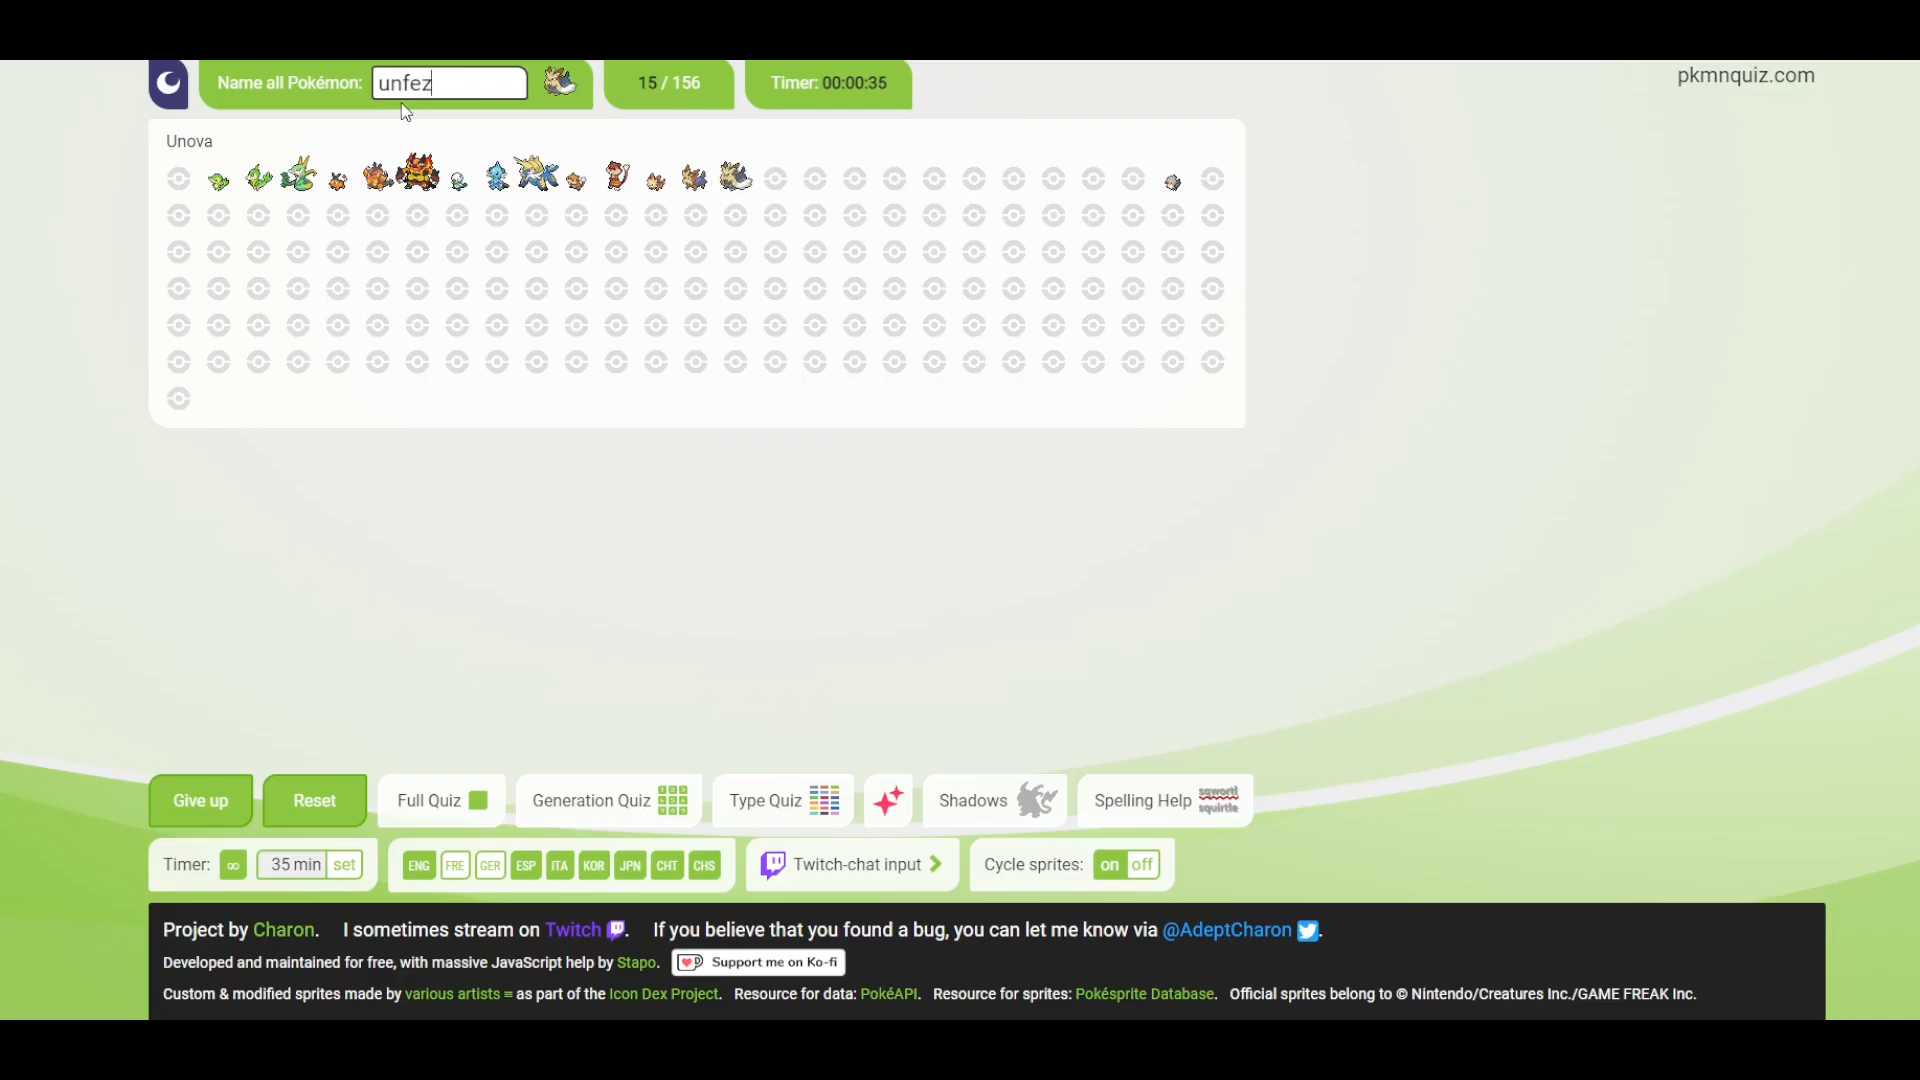 Name all Pokémon: unfez 15 / 156 Timer: 00:00:35 pkmnquiz.com
Unova
Give up Reset Full Quiz Generation Quiz Type Quiz Shadows Spelling Help sqwortl
squirtle
Timer: ∞ 35 min set ENG FRE GER ESP ITA KOR JPN CHT CHS Twitch-chat input Cycle sprites: on off
Project by Charon. I sometimes stream on Twitch. If you believe that you found a bug, you can let me know via @AdeptCharon.
Developed and maintained for free, with massive JavaScript help by Stapo. Support me on Ko-fi
Custom & modified sprites made by various artists ≡ as part of the Icon Dex Project. Resource for data: PokéAPI. Resource for sprites: Pokésprite Database. Official sprites belong to © Nintendo/Creatures Inc./GAME FREAK Inc.